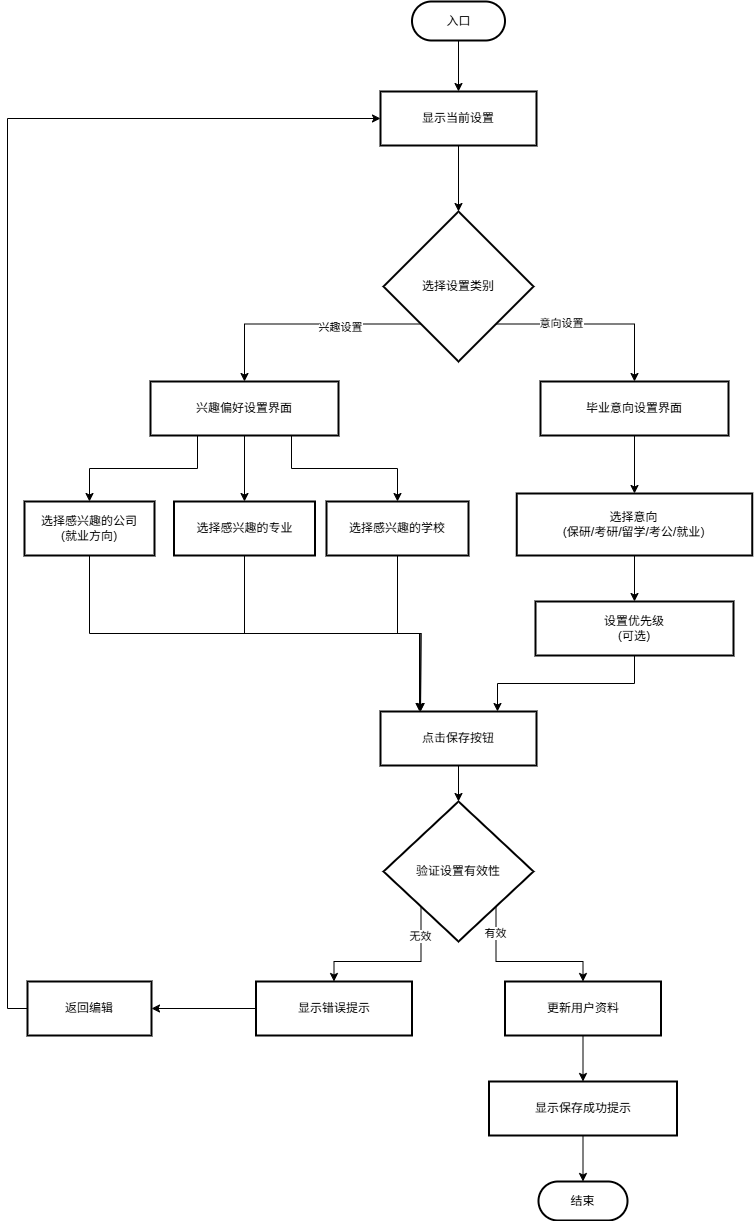 入口
显示当前设置
选择设置类别
兴趣设置
意向设置
兴趣偏好设置界面
毕业意向设置界面
选择感兴趣的公司
(就业方向)
选择感兴趣的专业
选择感兴趣的学校
选择意向
(保研/考研/留学/考公/就业)
设置优先级
(可选)
点击保存按钮
验证设置有效性
无效
有效
返回编辑
显示错误提示
更新用户资料
显示保存成功提示
结束